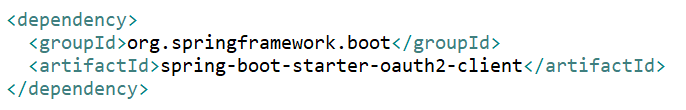 <dependency>
  <groupId>org.springframework.boot</groupId>
  <artifactId>spring-boot-starter-oauth2-client</artifactId>
</dependency>